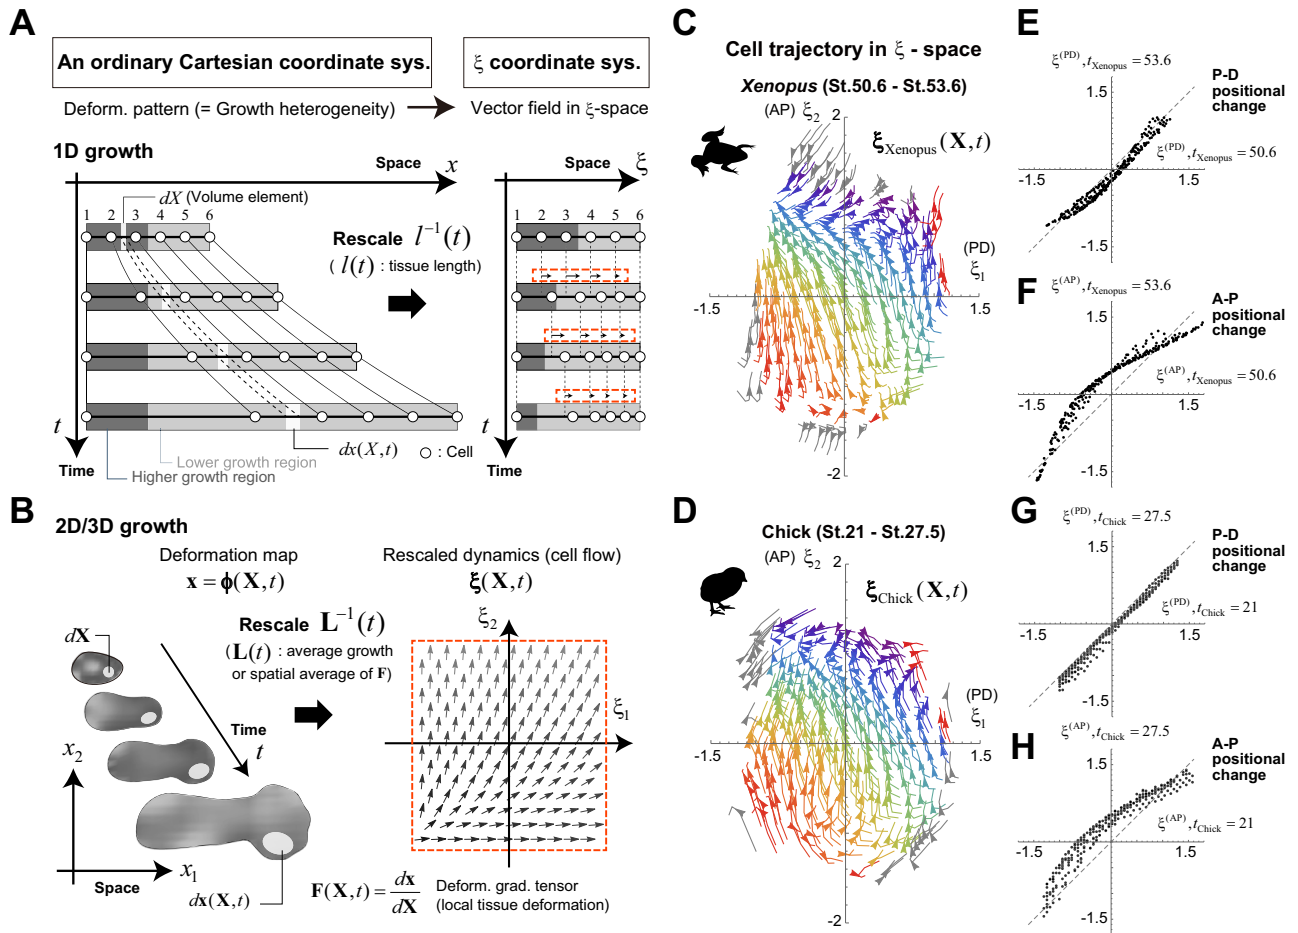 A
An ordinary Cartesian coordinate sys.
ξ coordinate sys.
Deform. pattern (= Growth heterogeneity)
Vector field in ξ-space
1D growth
Space
x
Space
ξ
dX (Volume element)
1 2 3 4 5 6
1 2 3 4 5 6
Rescale l⁻¹(t)
( l(t) : tissue length)
t
Time
dx(X,t)
○ : Cell
Lower growth region
Higher growth region
t
Time
B
2D/3D growth
Deformation map
x = ϕ(X,t)
Rescaled dynamics (cell flow)
ξ(X,t)
dX
Rescale L⁻¹(t)
(L(t) : average growth
or spatial average of F)
ξ₂
ξ₁
Time
t
x₂
x₁
Space
dx(X,t)
F(X,t) = dx/dX
Deform. grad. tensor
(local tissue deformation)
C
Cell trajectory in ξ - space
Xenopus (St.50.6 - St.53.6)
(AP) ξ₂
2
ξXenopus(X,t)
(PD)
ξ₁
-1.5
1.5
-2
D
Chick (St.21 - St.27.5)
(AP) ξ₂
2
ξChick(X,t)
(PD)
ξ₁
-1.5
1.5
-2
E
ξ(PD), tXenopus = 53.6
P-D
positional
change
1.5
ξ(PD), tXenopus = 50.6
-1.5
1.5
-1.5
F
ξ(AP), tXenopus = 53.6
A-P
positional
change
1.5
ξ(AP), tXenopus = 50.6
-1.5
1.5
-1.5
G
ξ(PD), tChick = 27.5
P-D
positional
change
1.5
ξ(PD), tChick = 21
-1.5
1.5
-1.5
H
ξ(AP), tChick = 27.5
A-P
positional
change
1.5
ξ(AP), tChick = 21
-1.5
1.5
-1.5